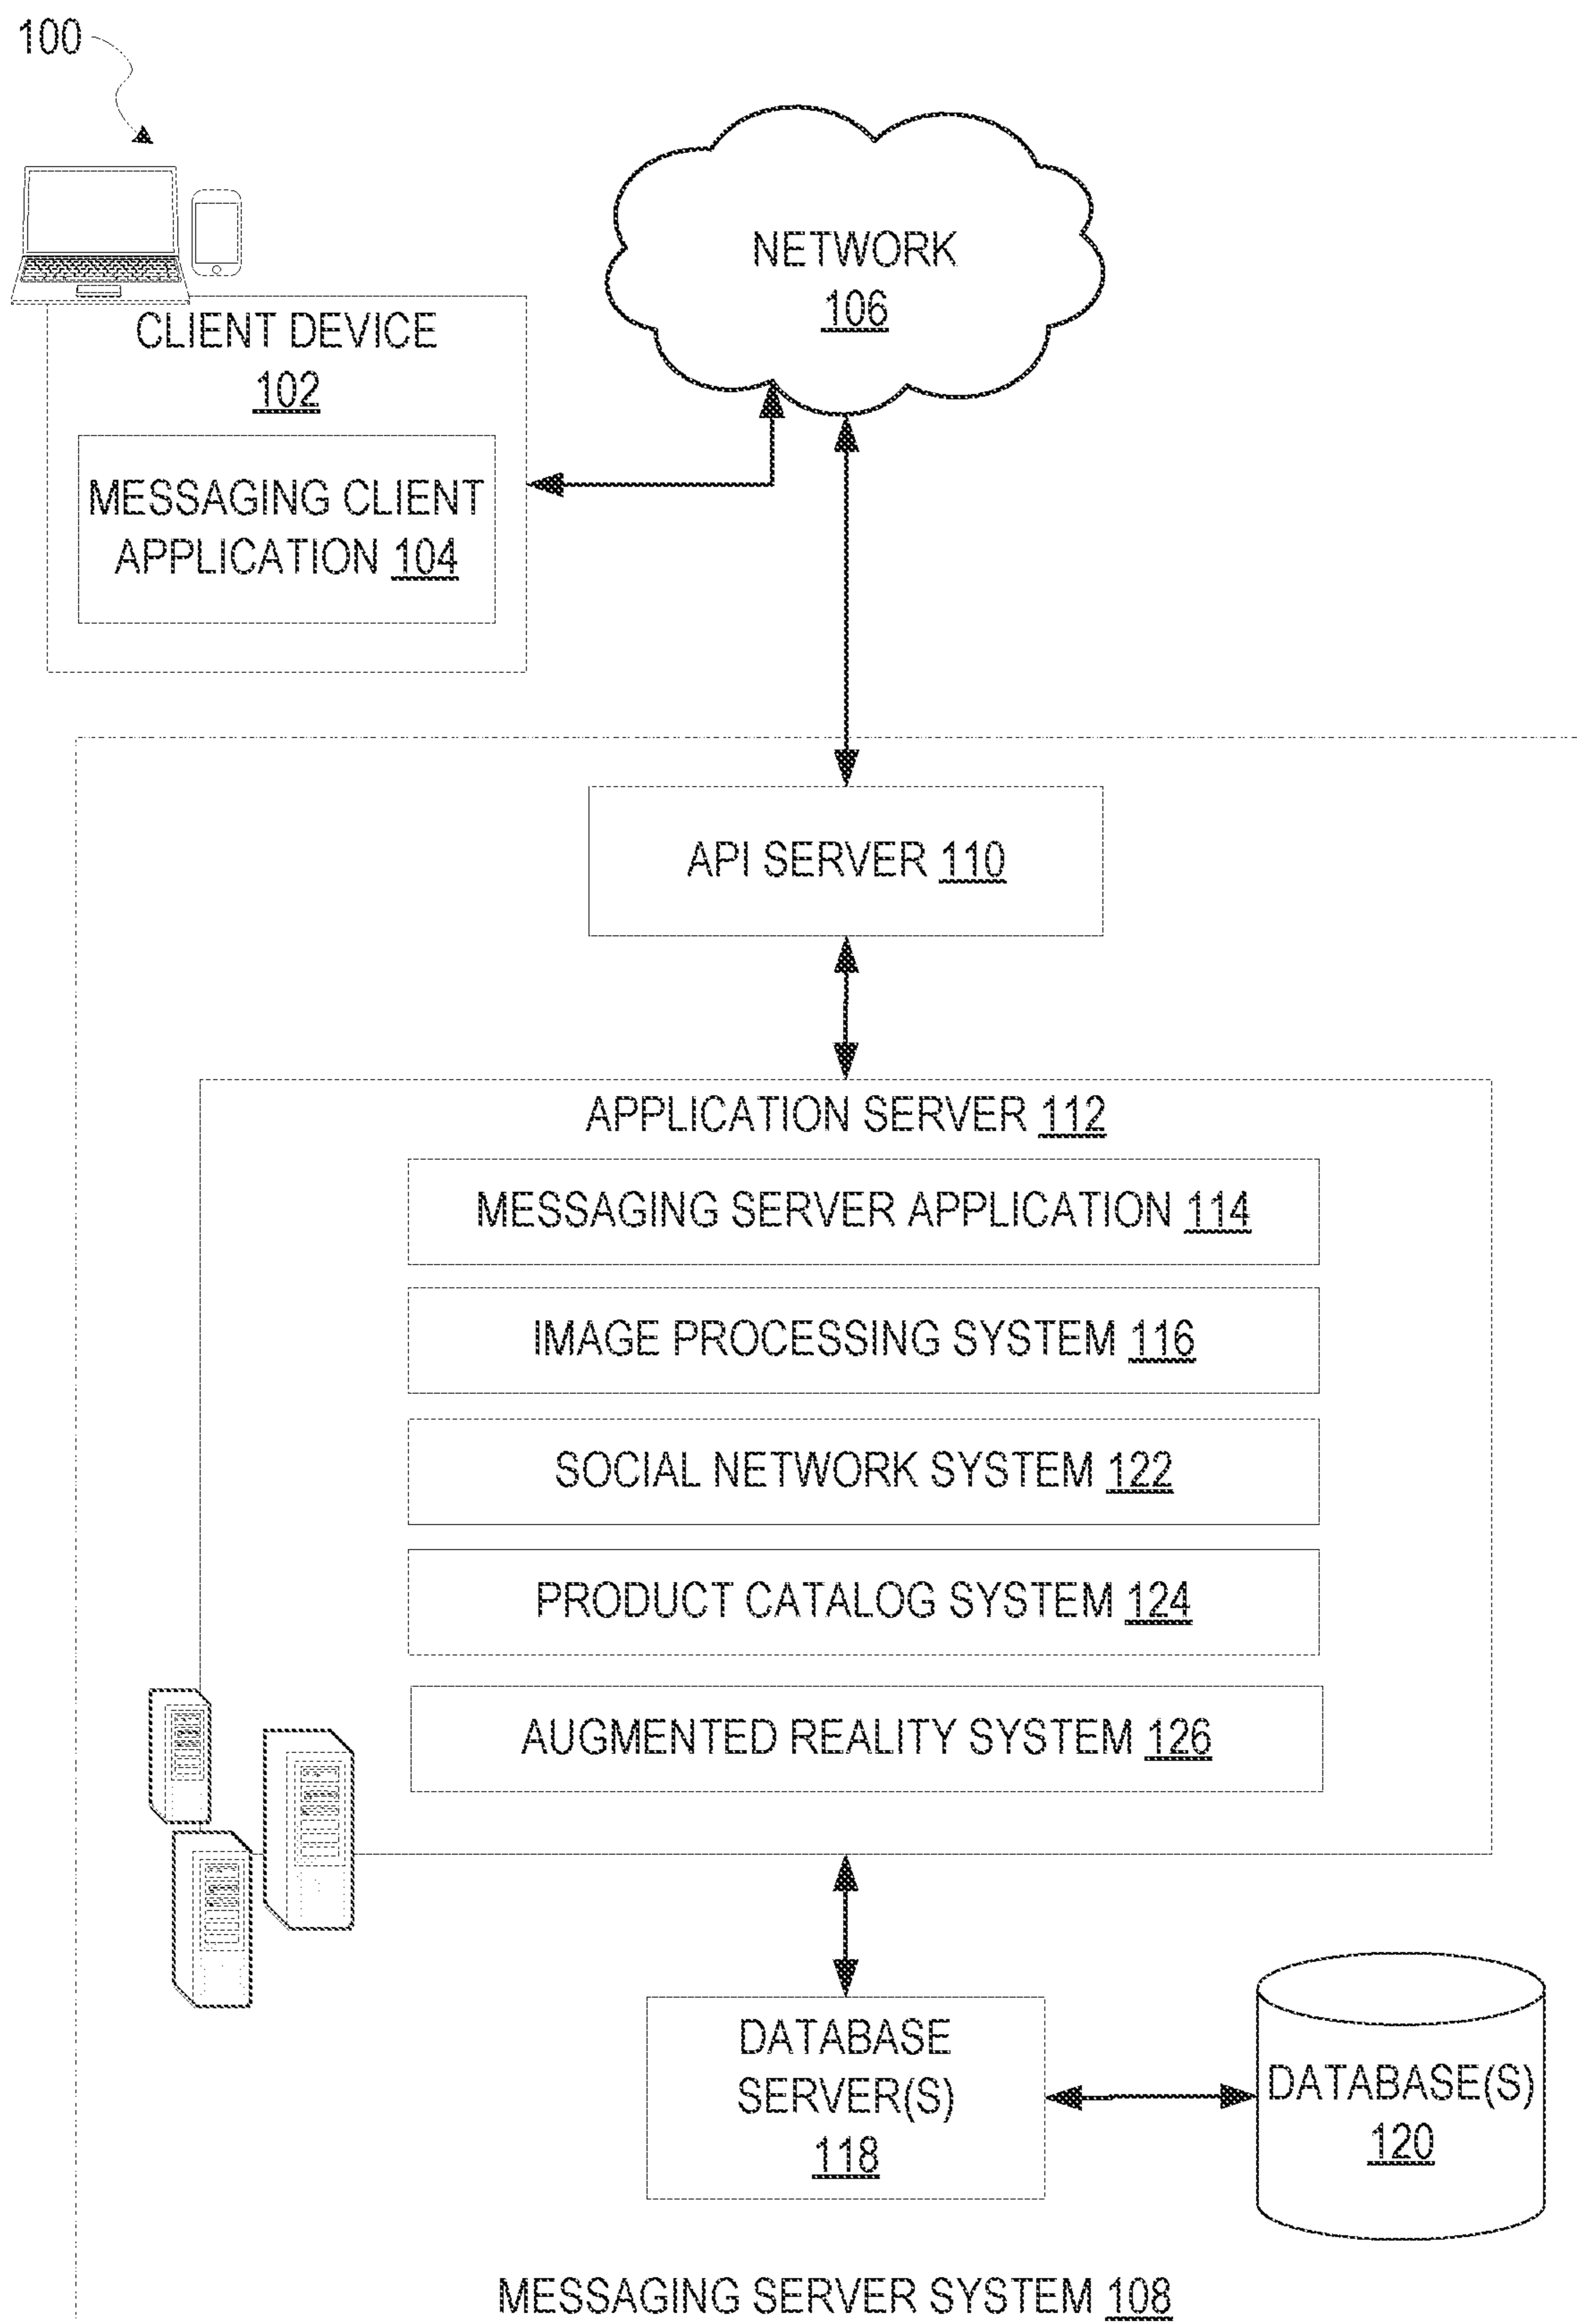 100
NETWORK
106
CLIENT DEVICE
102
MESSAGING CLIENT
APPLICATION 104
API SERVER 110
APPLICATION SERVER 112
MESSAGING SERVER APPLICATION 114
IMAGE PROCESSING SYSTEM 116
SOCIAL NETWORK SYSTEM 122
PRODUCT CATALOG SYSTEM 124
AUGMENTED REALITY SYSTEM 126
DATABASE
SERVER(S)
118
DATABASE(S)
120
MESSAGING SERVER SYSTEM 108